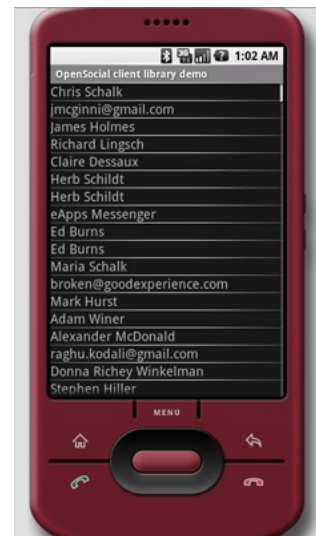 1:02 AM
OpenSocial client library demo
Chris Schalk
jmcginni@gmail.com
James Holmes
Richard Lingsch
Claire Dessaux
Herb Schildt
Herb Schildt
eApps Messenger
Ed Burns
Ed Burns
Maria Schalk
broken@goodexperience.com
Mark Hurst
Adam Winer
Alexander McDonald
raghu.kodali@gmail.com
Donna Richey Winkelman
Stephen Hiller
MENU